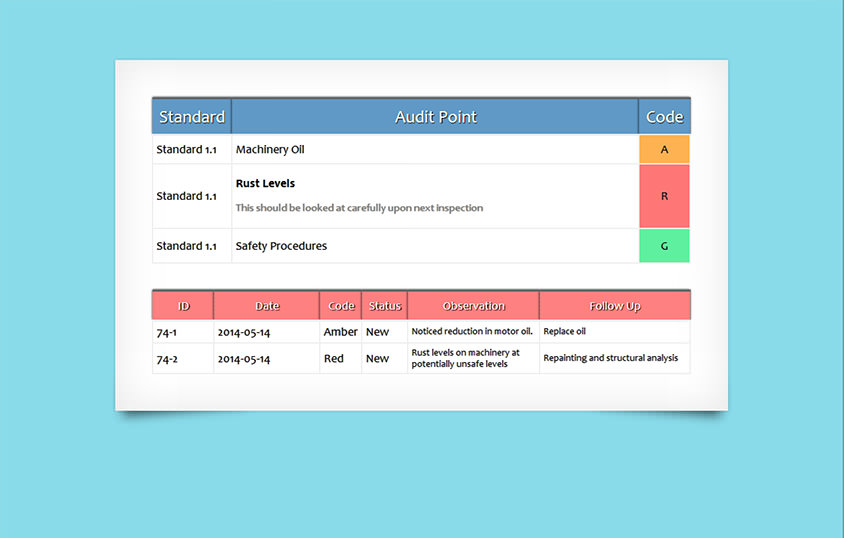 Standard Audit Point Code
Standard 1.1 Machinery Oil A
Standard 1.1 Rust Levels R
This should be looked at carefully upon next inspection
Standard 1.1 Safety Procedures G
ID Date Code Status Observation Follow Up
74-1 2014-05-14 Amber New Noticed reduction in motor oil. Replace oil
74-2 2014-05-14 Red New Rust levels on machinery at potentially unsafe levels Repainting and structural analysis